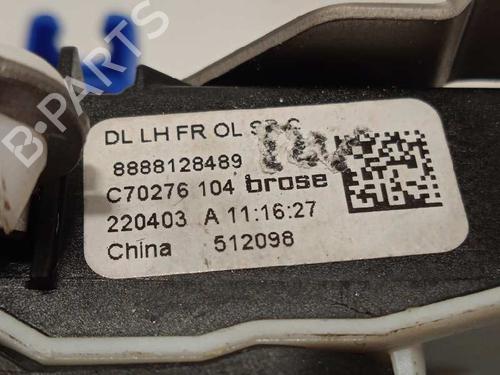 DL LH FR OL
8888128489
C70276 104 brose
220403 A 11:16:27
China 512098
B-PARTS